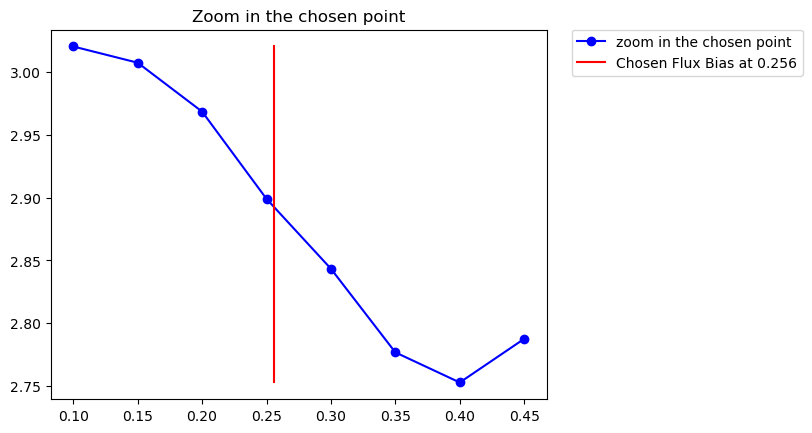 Zoom in the chosen point
zoom in the chosen point
Chosen Flux Bias at 0.256
3.00
2.95
2.90
2.85
2.80
2.75
0.10 0.15 0.20 0.25 0.30 0.35 0.40 0.45